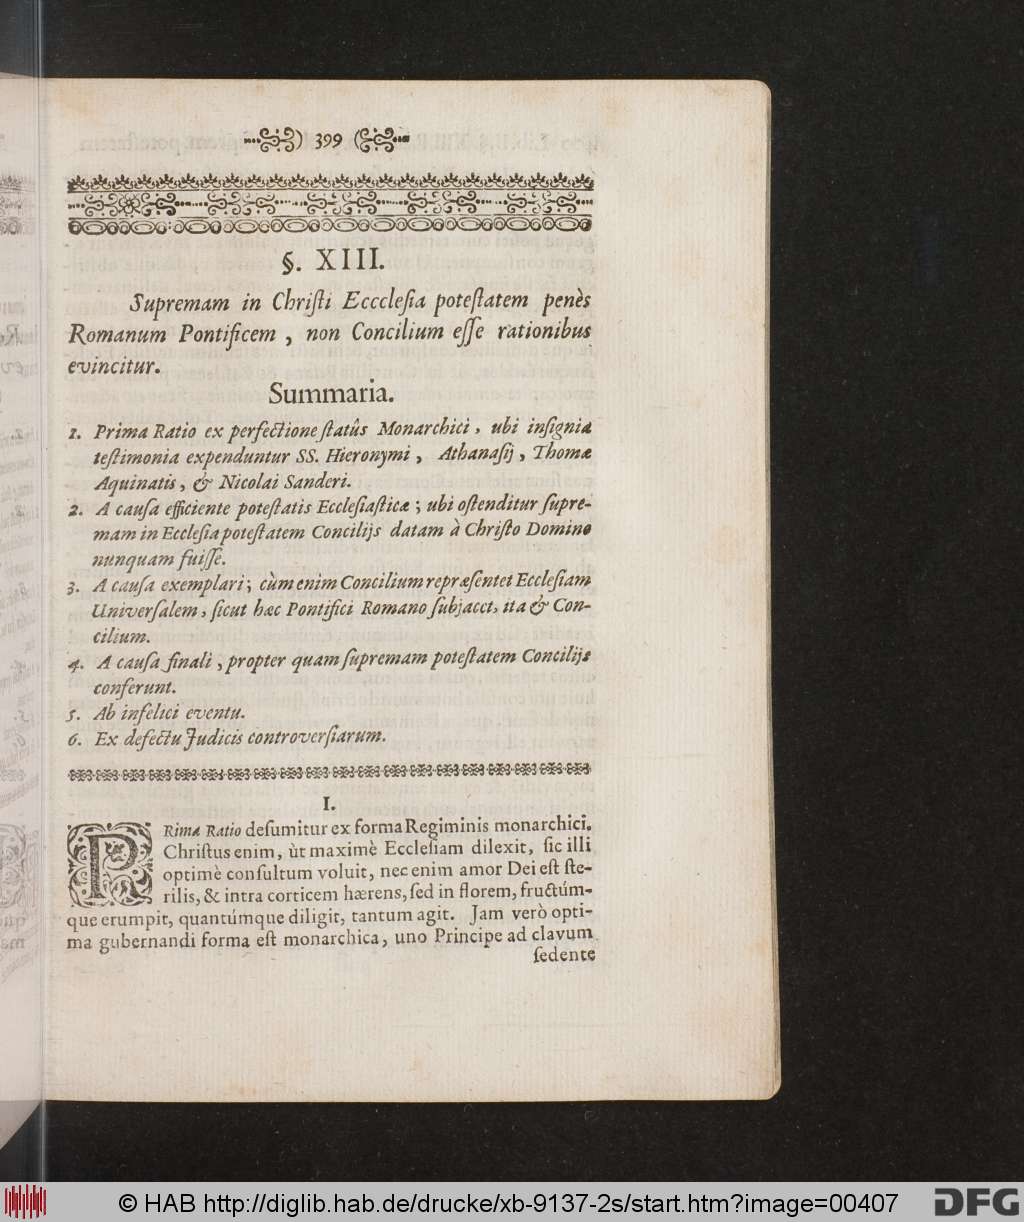 ) 399 (
§. XIII.
Supremam in Chriſti Eccclesia poteſtatem penès
Romanum Pontificem, non Concilium eſſe rationibus
evincitur.
Summaria.
1. Prima Ratio ex perfectione ſtatûs Monarchici, ubi inſignia
teſtimonia expenduntur SS. Hieronymi, Athanaſij, Thomæ
Aquinatis, & Nicolai Sanderi.
2. A cauſa efficiente poteſtatis Eccleſiaſticæ; ubi oſtenditur ſupre-
mam in Eccleſia poteſtatem Concilijs datam à Chriſto Domino
nunquam fuiſſe.
3. A cauſa exemplari; cùm enim Concilium repræſentet Eccleſiam
Univerſalem, ſicut hæc Pontifici Romano ſubjacet, ita & Con-
cilium.
4. A cauſa finali, propter quam ſupremam poteſtatem Concilijs
conferunt.
5. Ab infelici eventu.
6. Ex defectu Judicis controverſiarum.
I.
PRima Ratio deſumitur ex forma Regiminis monarchici.
Chriſtus enim, ùt maximè Eccleſiam dilexit, ſic illi
optimè conſultum voluit, nec enim amor Dei eſt ſte-
rilis, & intra corticem hærens, ſed in florem, fructúm-
que erumpit, quantúmque diligit, tantum agit. Jam verò opti-
ma gubernandi forma eſt monarchica, uno Principe ad clavum
ſedente
© HAB http://diglib.hab.de/drucke/xb-9137-2s/start.htm?image=00407
DFG